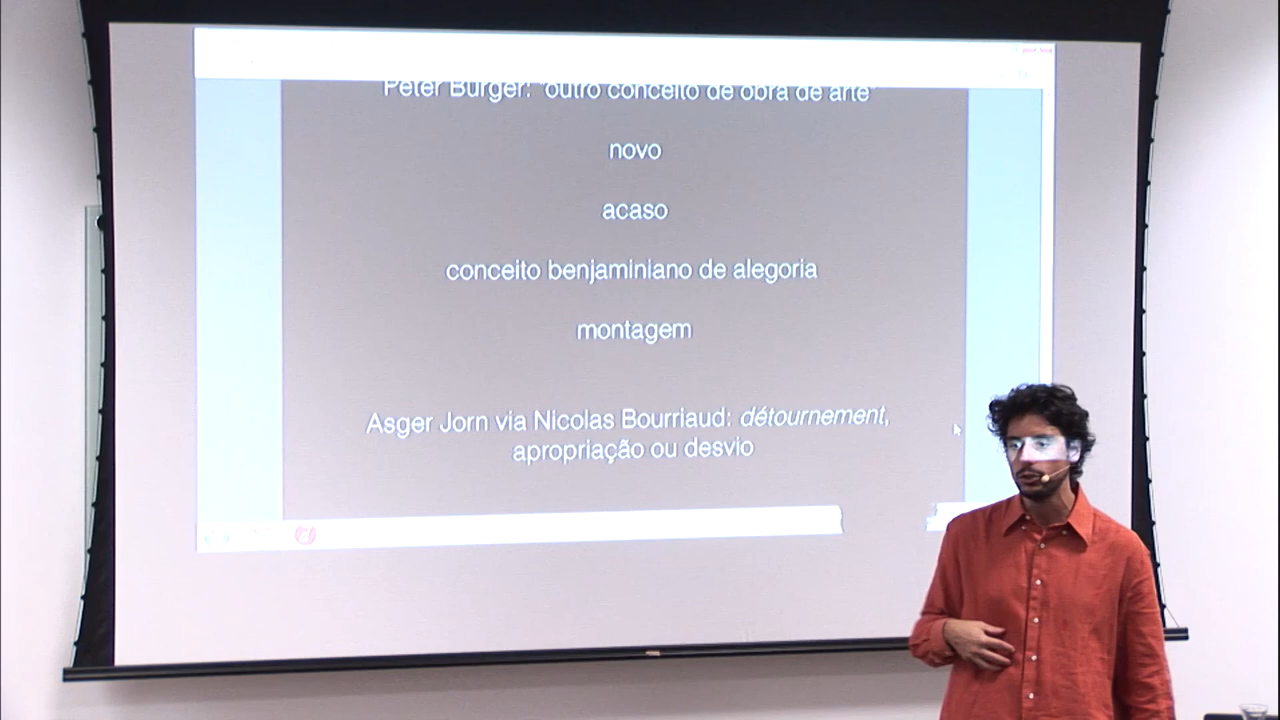 Peter Bürger: "outro conceito de obra de arte"
novo
acaso
conceito benjaminiano de alegoria
montagem
Asger Jorn via Nicolas Bourriaud: détournement,
apropriação ou desvio